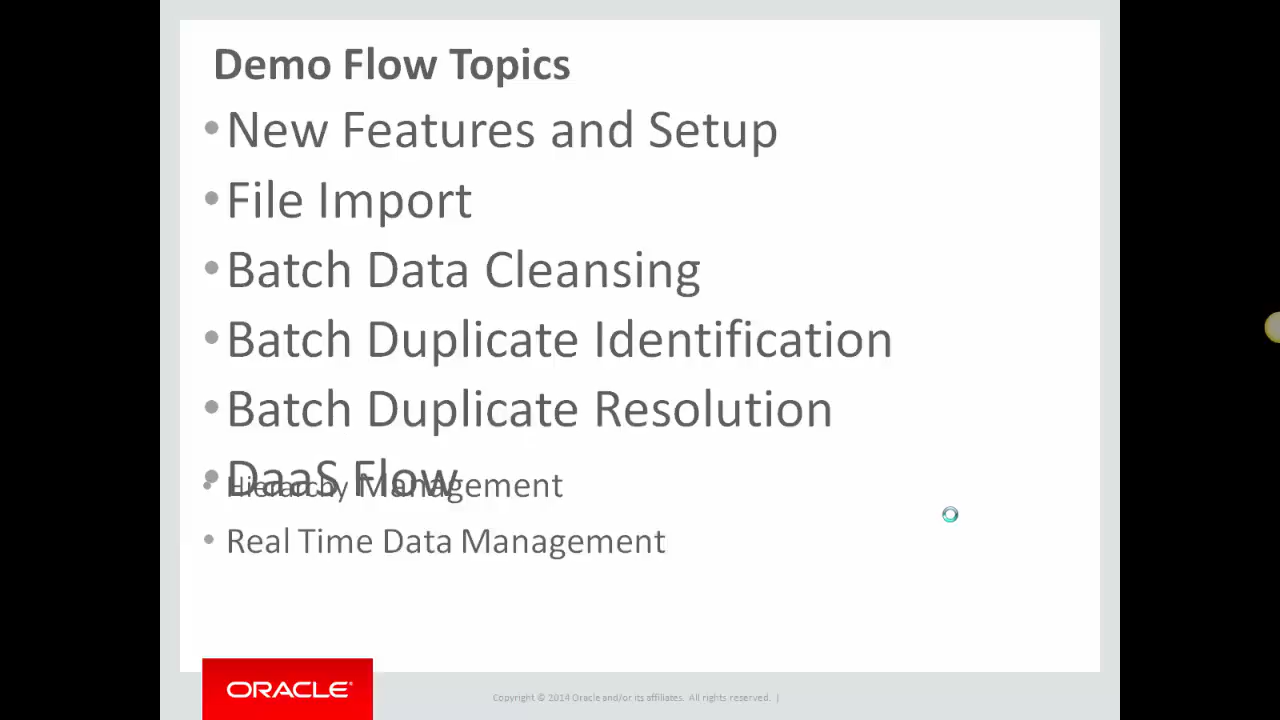 Demo Flow Topics
•New Features and Setup
•File Import
•Batch Data Cleansing
•Batch Duplicate Identification
•Batch Duplicate Resolution
•DaaS Flow
• Hierarchy Management
• Real Time Data Management
ORACLE®
Copyright © 2014 Oracle and/or its affiliates. All rights reserved. |